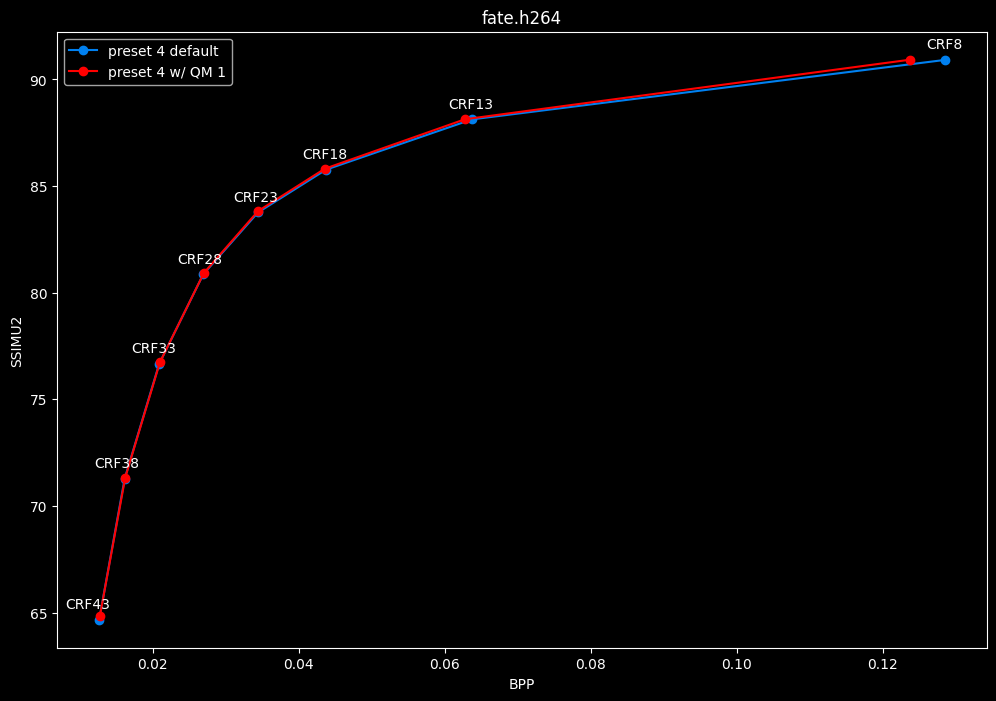 fate.h264
preset 4 default
preset 4 w/ QM 1
CRF8
CRF13
CRF18
CRF23
CRF28
CRF33
CRF38
CRF43
90
85
80
75
70
65
SSIMU2
0.02
0.04
0.06
0.08
0.10
0.12
BPP